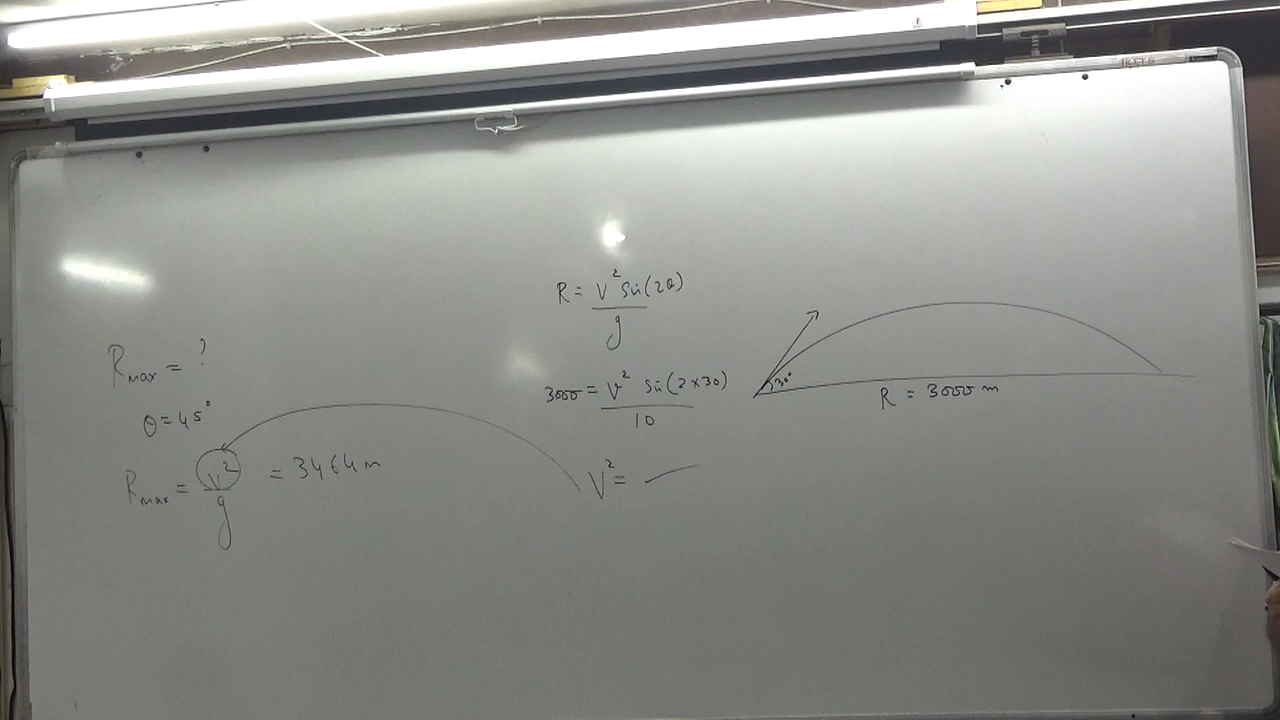 R = V² Sin(2θ) / g
3000 = V² Sin(2×30) / 10
V² =
30°
R = 3000 m
Rmax = ?
θ = 45°
Rmax = V² / g = 3464 m